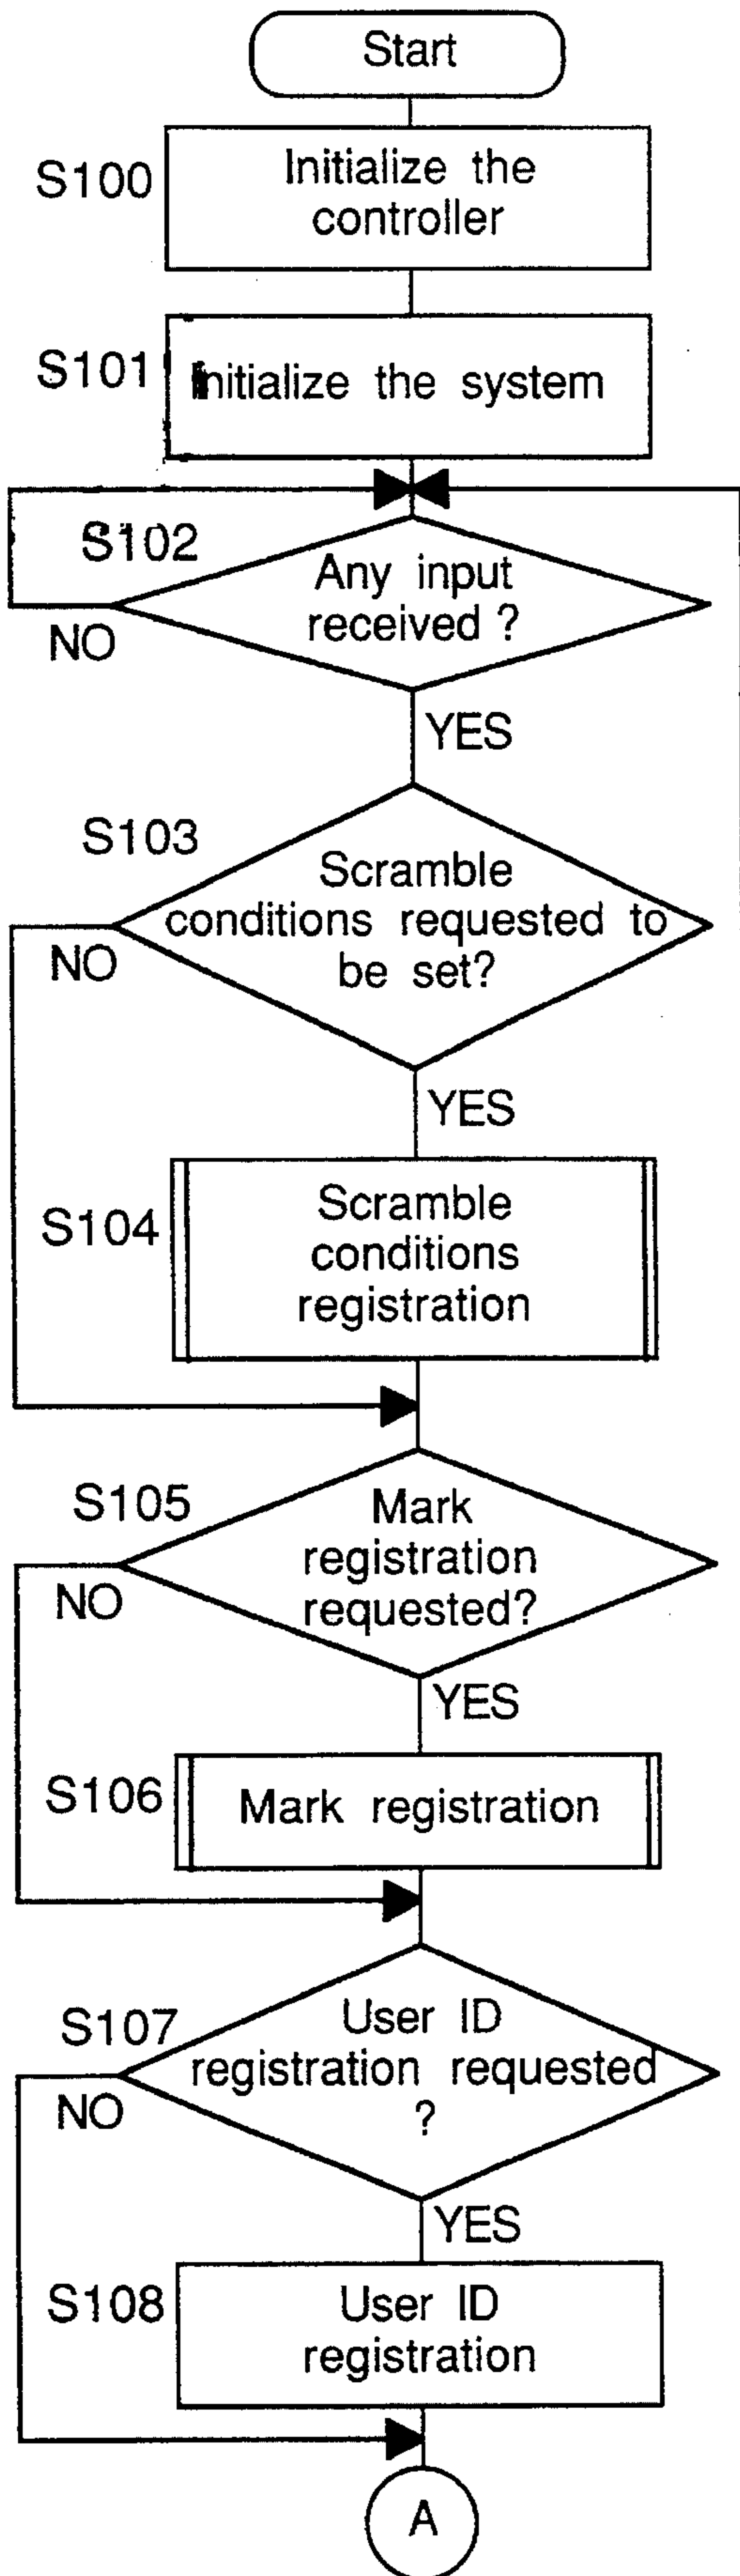 Start
S100
Initialize the
controller
S101
Initialize the system
S102
Any input
received ?
NO
YES
S103
Scramble
conditions requested to
be set?
NO
YES
S104
Scramble
conditions
registration
S105
Mark
registration
requested?
NO
YES
S106
Mark registration
S107
User ID
registration requested
?
NO
YES
S108
User ID
registration
A